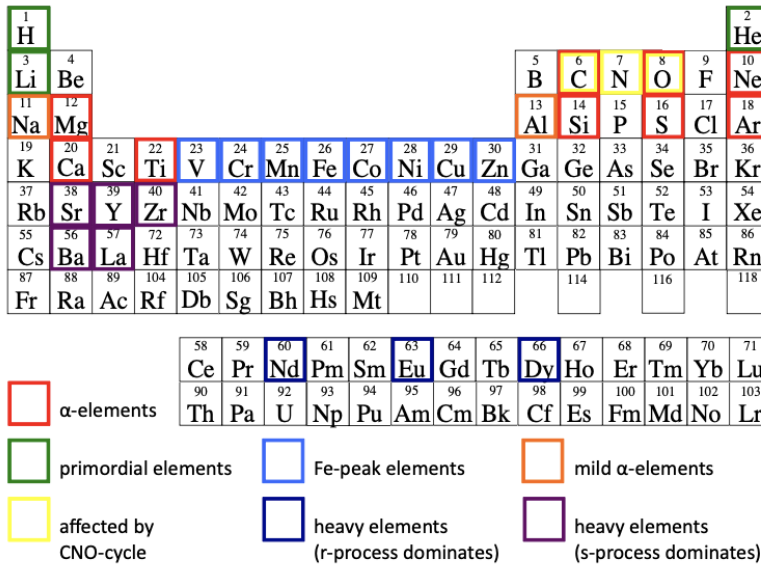 1 2
H He
3 4 5 6 7 8 9 10
Li Be B C N O F Ne
11 12 13 14 15 16 17 18
Na Mg Al Si P S Cl Ar
19 20 21 22 23 24 25 26 27 28 29 30 31 32 33 34 35 36
K Ca Sc Ti V Cr Mn Fe Co Ni Cu Zn Ga Ge As Se Br Kr
37 38 39 40 41 42 43 44 45 46 47 48 49 50 51 52 53 54
Rb Sr Y Zr Nb Mo Tc Ru Rh Pd Ag Cd In Sn Sb Te I Xe
55 56 57 72 73 74 75 76 77 78 79 80 81 82 83 84 85 86
Cs Ba La Hf Ta W Re Os Ir Pt Au Hg Tl Pb Bi Po At Rn
87 88 89 104 105 106 107 108 109 110 111 112 114 116 118
Fr Ra Ac Rf Db Sg Bh Hs Mt
58 59 60 61 62 63 64 65 66 67 68 69 70 71
Ce Pr Nd Pm Sm Eu Gd Tb Dy Ho Er Tm Yb Lu
90 91 92 93 94 95 96 97 98 99 100 101 102 103
Th Pa U Np Pu Am Cm Bk Cf Es Fm Md No Lr
α-elements
primordial elements Fe-peak elements mild α-elements
affected by heavy elements heavy elements
CNO-cycle (r-process dominates) (s-process dominates)